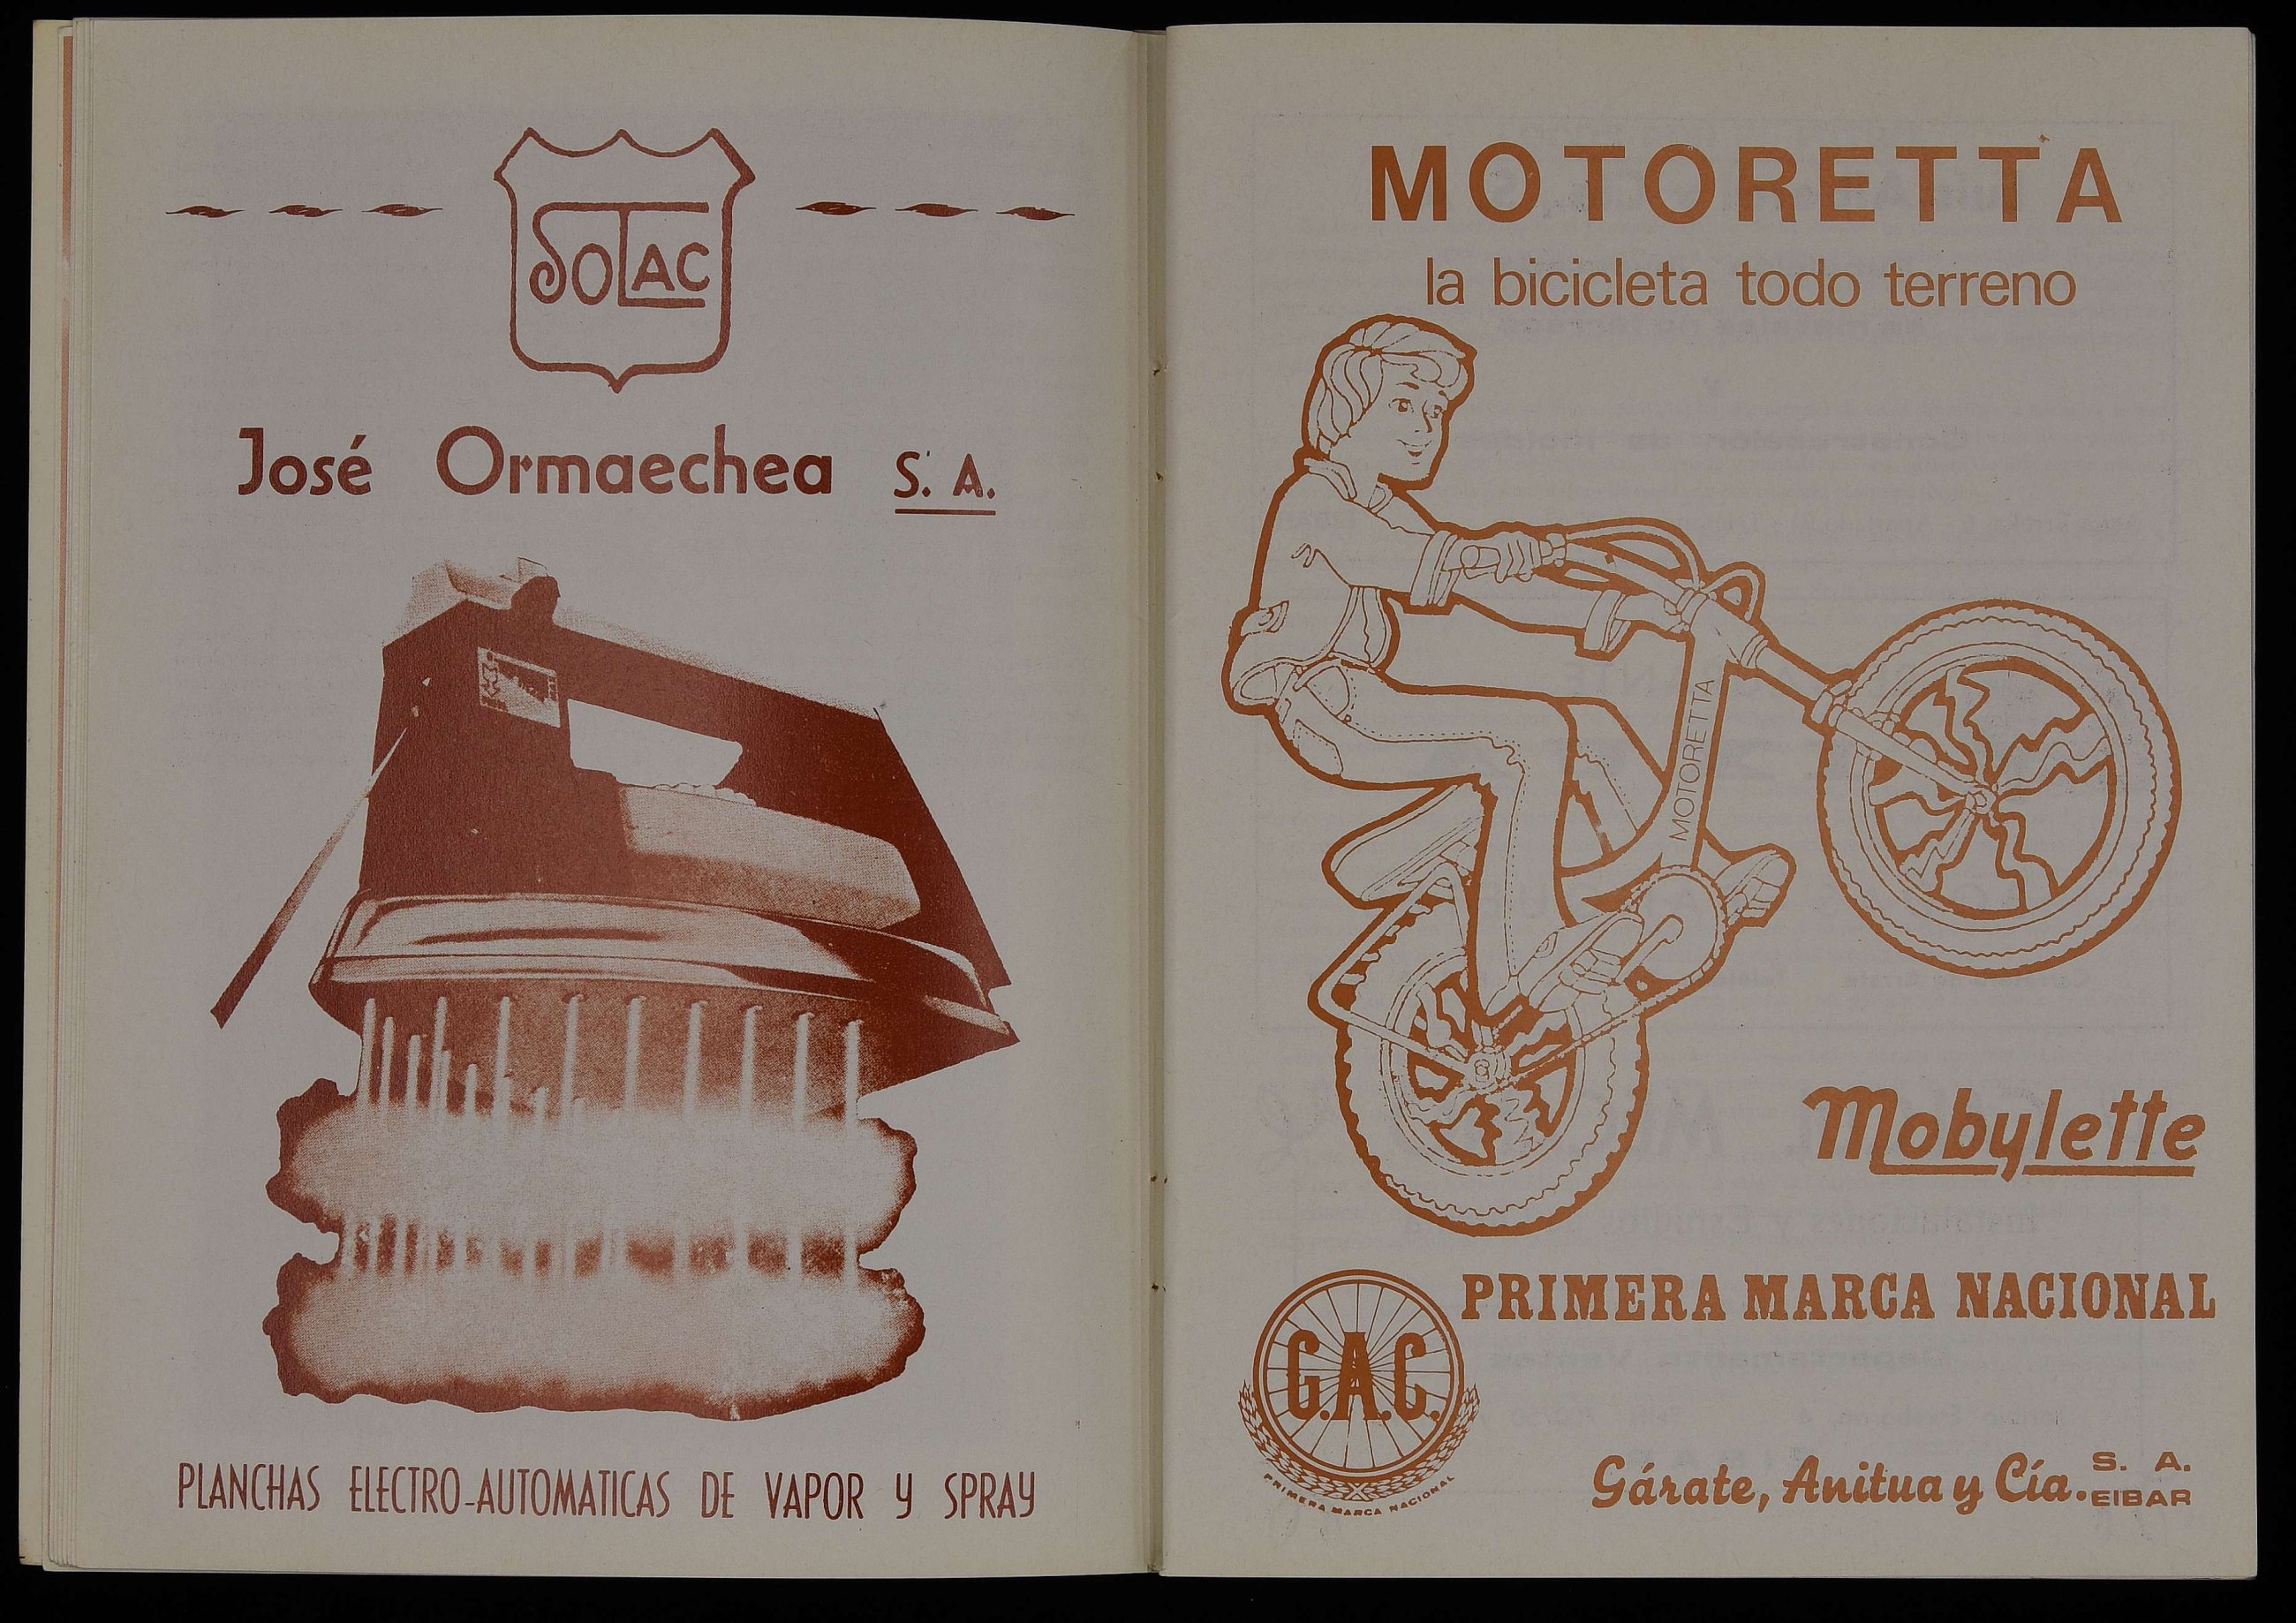 SOLAC
José Ormaechea S. A.
PLANCHAS ELECTRO-AUTOMATICAS DE VAPOR Y SPRAY
MOTORETTA
la bicicleta todo terreno
MOTORETTA
Mobylette
PRIMERA MARCA NACIONAL
G.A.C.
PRIMERA MARCA NACIONAL
Gárate, Anitua y Cía. S. A.
EIBAR